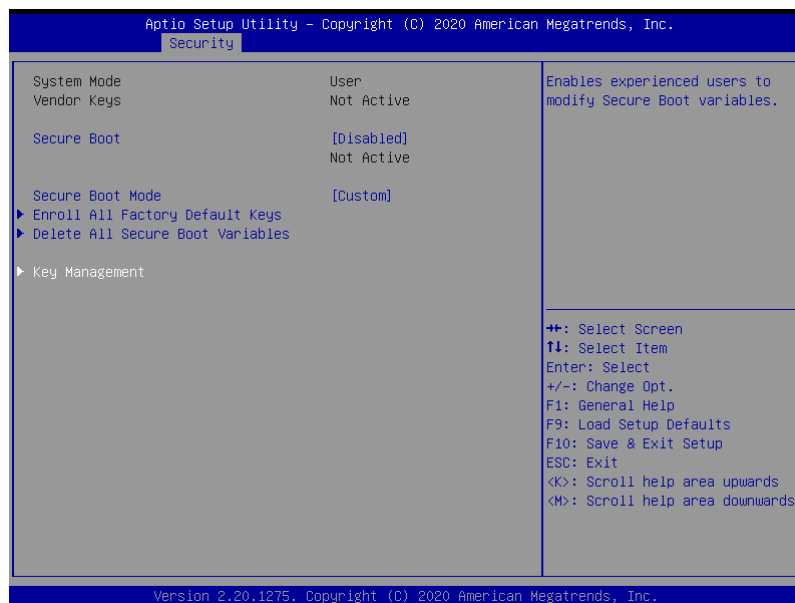 Aptio Setup Utility – Copyright (C) 2020 American Megatrends, Inc.
Security
System Mode User
Vendor Keys Not Active
Secure Boot [Disabled]
Not Active
Secure Boot Mode [Custom]
Enroll All Factory Default Keys
Delete All Secure Boot Variables
Key Management
Enables experienced users to
modify Secure Boot variables.
→←: Select Screen
↑↓: Select Item
Enter: Select
+/-: Change Opt.
F1: General Help
F9: Load Setup Defaults
F10: Save & Exit Setup
ESC: Exit
<K>: Scroll help area upwards
<M>: Scroll help area downwards
Version 2.20.1275. Copyright (C) 2020 American Megatrends, Inc.